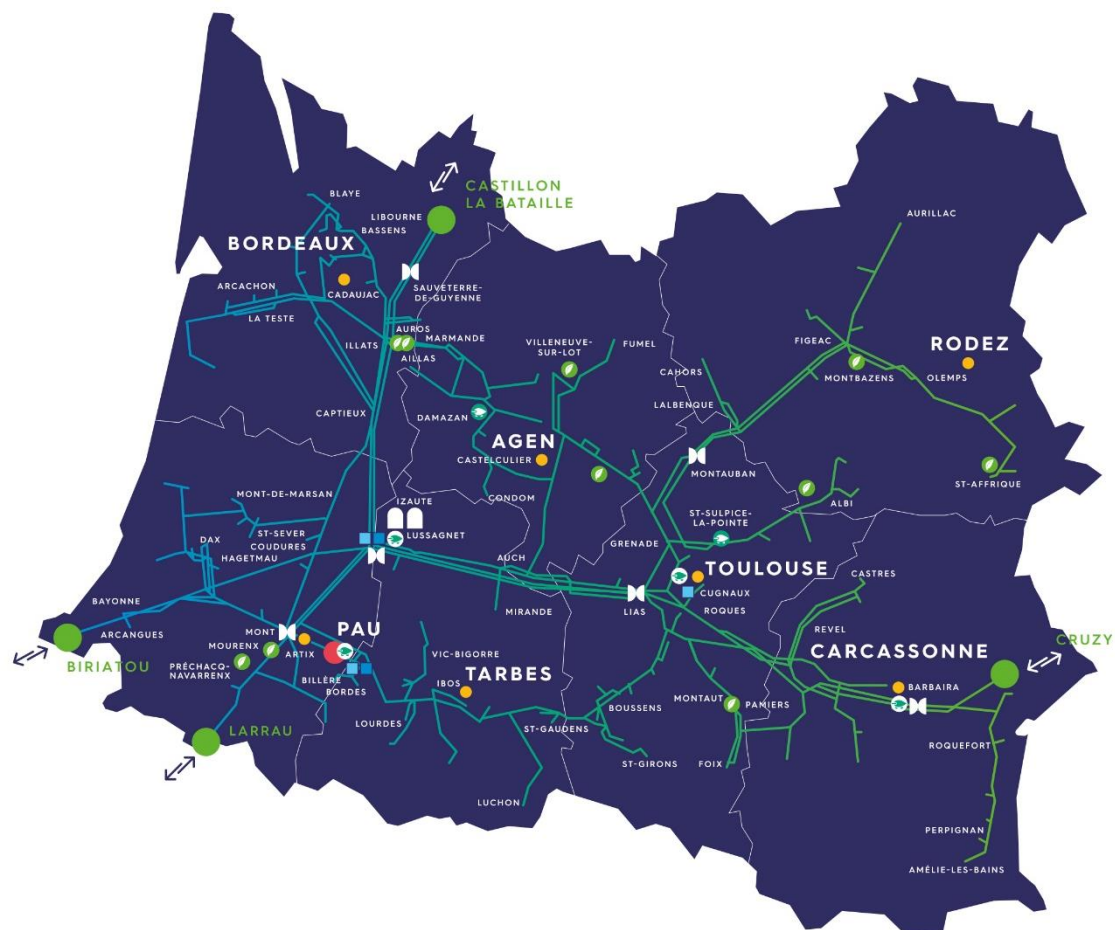 CASTILLON
LA BATAILLE
BLAYE
LIBOURNE
BASSENS
AURILLAC
BORDEAUX
CADAUJAC
SAUVETERRE-
DE-GUYENNE
ARCACHON
LA TESTE
AUROS
MARMANDE
ILLATS
AILLAS
VILLENEUVE-
SUR-LOT
FUMEL
FIGEAC
RODEZ
CAHORS
MONTBAZENS
OLEMPS
LALBENQUE
CAPTIEUX
DAMAZAN
AGEN
CASTELCULIER
MONTAUBAN
ST-AFFRIQUE
MONT-DE-MARSAN
IZAUTE
CONDOM
ALBI
ST-SULPICE-
LA-POINTE
ST-SEVER
LUSSAGNET
COUDURES
DAX
HAGETMAU
GRENADE
AUCH
TOULOUSE
CASTRES
BAYONNE
CUGNAUX
MIRANDE
LIAS
ROQUES
ARCANGUES
MONT
PAU
REVEL
BIRIATOU
MOURENX
ARTIX
VIC-BIGORRE
CARCASSONNE
CRUZY
PRÉCHACQ-
NAVARRENX
BILLÈRE
BORDES
IBOS
TARBES
BARBAIRA
MONTAUT
PAMIERS
BOUSSENS
LOURDES
LARRAU
ST-GAUDENS
ROQUEFORT
ST-GIRONS
FOIX
LUCHON
PERPIGNAN
AMÉLIE-LES-BAINS